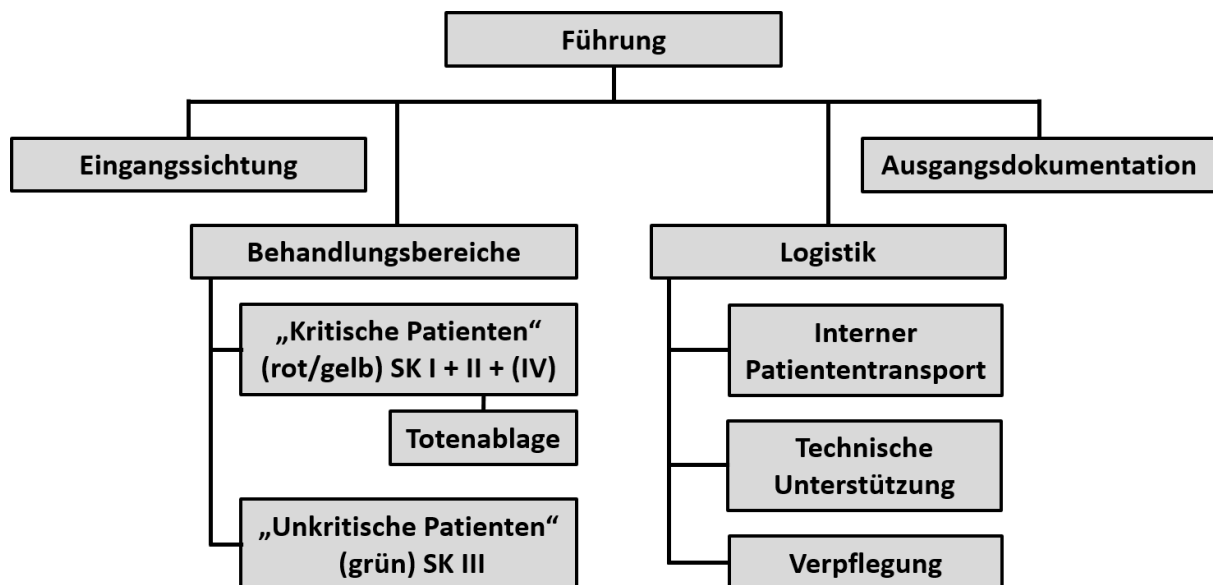 Führung
Eingangssichtung
Ausgangsdokumentation
Behandlungsbereiche
Logistik
„Kritische Patienten“
(rot/gelb) SK I + II + (IV)
Totenablage
„Unkritische Patienten“
(grün) SK III
Interner
Patiententransport
Technische
Unterstützung
Verpflegung